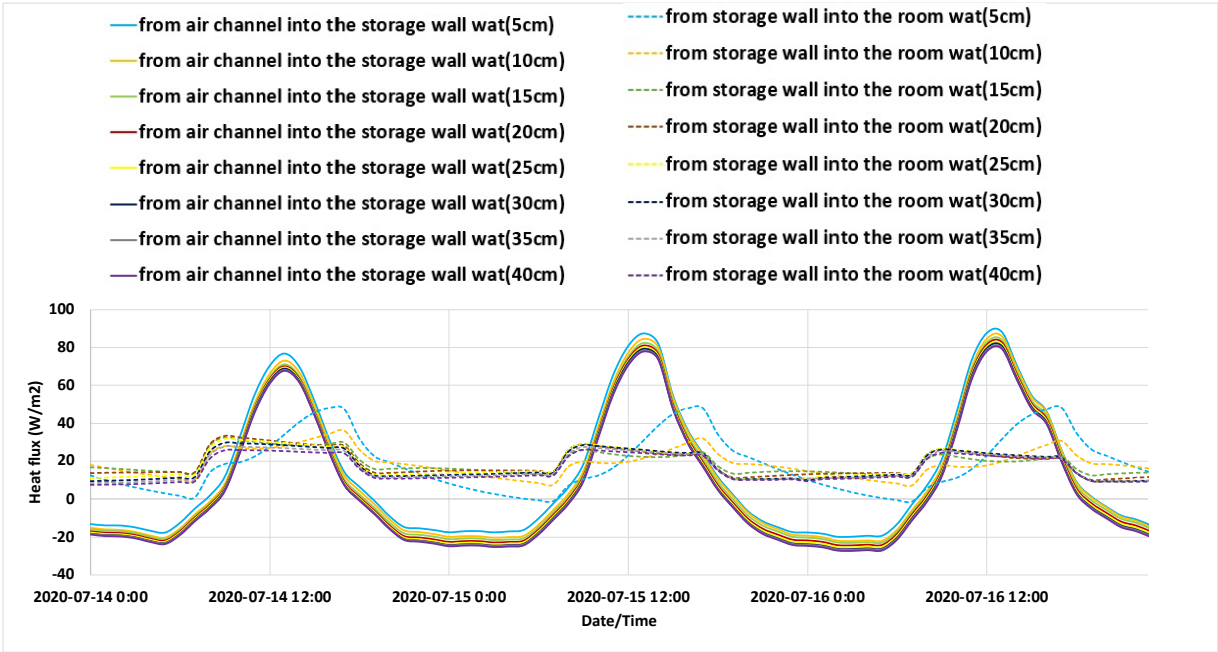 from air channel into the storage wall wat(5cm)
from storage wall into the room wat(5cm)
from air channel into the storage wall wat(10cm)
from storage wall into the room wat(10cm)
from air channel into the storage wall wat(15cm)
from storage wall into the room wat(15cm)
from air channel into the storage wall wat(20cm)
from storage wall into the room wat(20cm)
from air channel into the storage wall wat(25cm)
from storage wall into the room wat(25cm)
from air channel into the storage wall wat(30cm)
from storage wall into the room wat(30cm)
from air channel into the storage wall wat(35cm)
from storage wall into the room wat(35cm)
from air channel into the storage wall wat(40cm)
from storage wall into the room wat(40cm)
Heat flux (W/m2)
100
80
60
40
20
0
-20
-40
2020-07-14 0:00
2020-07-14 12:00
2020-07-15 0:00
2020-07-15 12:00
2020-07-16 0:00
2020-07-16 12:00
Date/Time